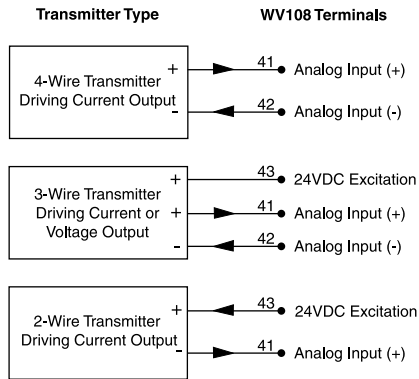 Transmitter Type WV108 Terminals
4-Wire Transmitter
Driving Current Output
+ 41 Analog Input (+)
- 42 Analog Input (-)
3-Wire Transmitter
Driving Current or
Voltage Output
+ 43 24VDC Excitation
+ 41 Analog Input (+)
- 42 Analog Input (-)
2-Wire Transmitter
Driving Current Output
+ 43 24VDC Excitation
- 41 Analog Input (+)